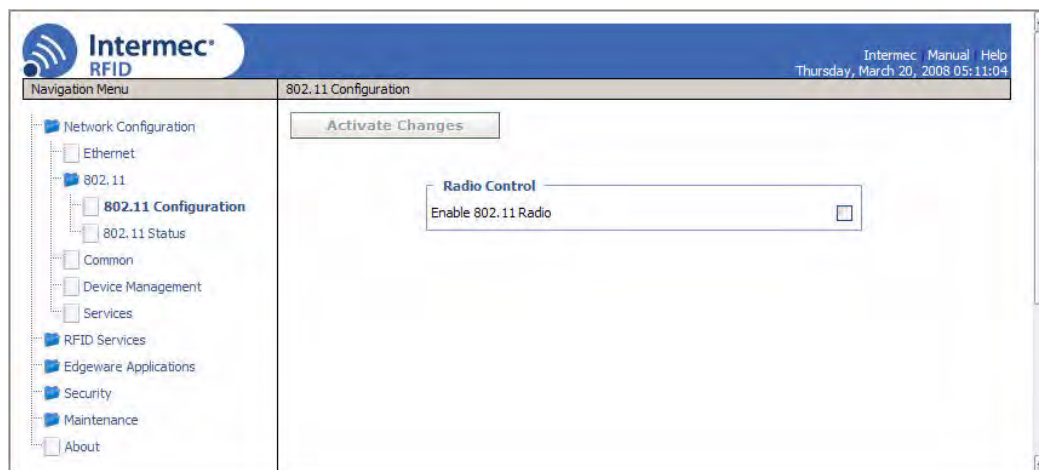 Intermec
RFID
Intermec | Manual | Help
Thursday, March 20, 2008 05:11:04
Navigation Menu
802.11 Configuration
Network Configuration
Ethernet
802.11
802.11 Configuration
802.11 Status
Common
Device Management
Services
RFID Services
Edgeware Applications
Security
Maintenance
About
Activate Changes
Radio Control
Enable 802.11 Radio